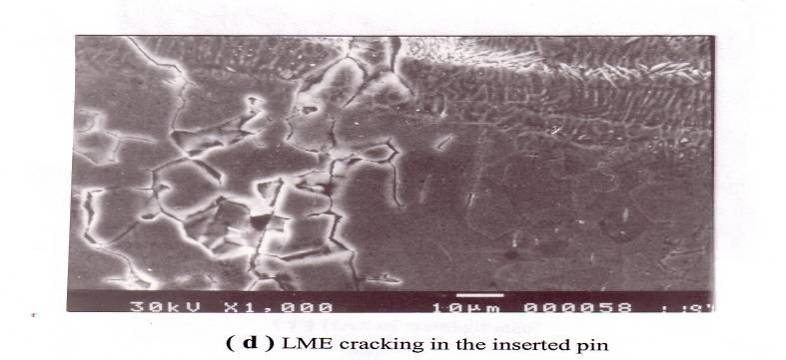 30kV X1,000 10µm 000058
( d ) LME cracking in the inserted pin